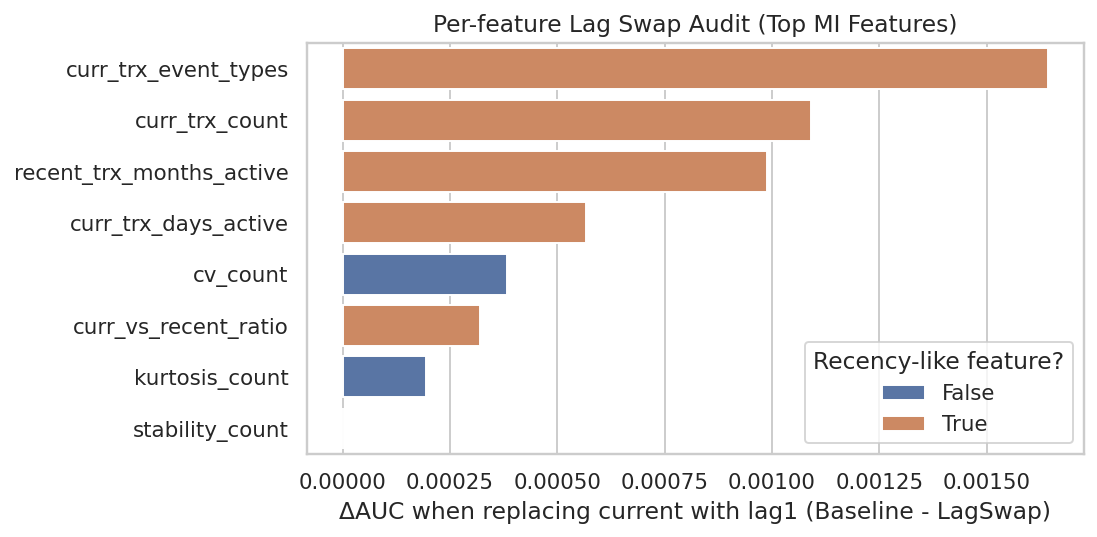 Per-feature Lag Swap Audit (Top MI Features)
curr_trx_event_types
curr_trx_count
recent_trx_months_active
curr_trx_days_active
cv_count
curr_vs_recent_ratio
kurtosis_count
stability_count
Recency-like feature?
False
True
0.00000 0.00025 0.00050 0.00075 0.00100 0.00125 0.00150
ΔAUC when replacing current with lag1 (Baseline - LagSwap)